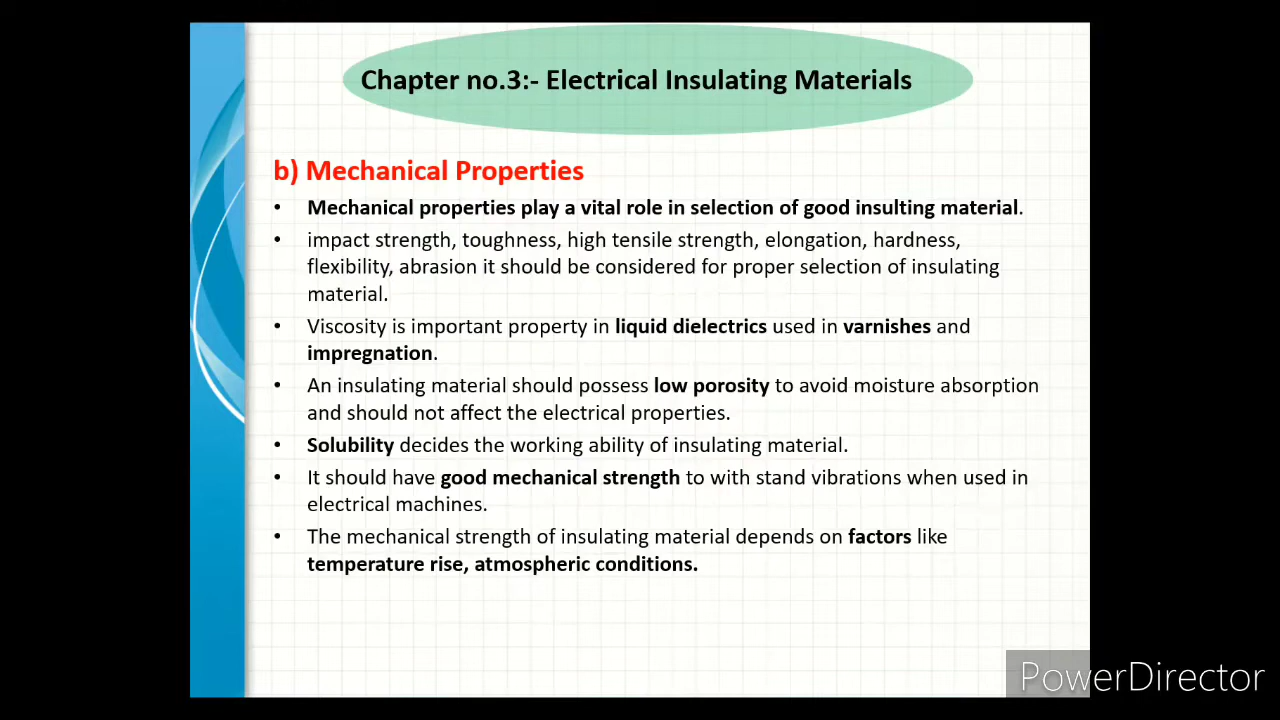 Chapter no.3:- Electrical Insulating Materials
b) Mechanical Properties
• Mechanical properties play a vital role in selection of good insulting material.
• impact strength, toughness, high tensile strength, elongation, hardness,
flexibility, abrasion it should be considered for proper selection of insulating
material.
• Viscosity is important property in liquid dielectrics used in varnishes and
impregnation.
• An insulating material should possess low porosity to avoid moisture absorption
and should not affect the electrical properties.
• Solubility decides the working ability of insulating material.
• It should have good mechanical strength to with stand vibrations when used in
electrical machines.
• The mechanical strength of insulating material depends on factors like
temperature rise, atmospheric conditions.
PowerDirector